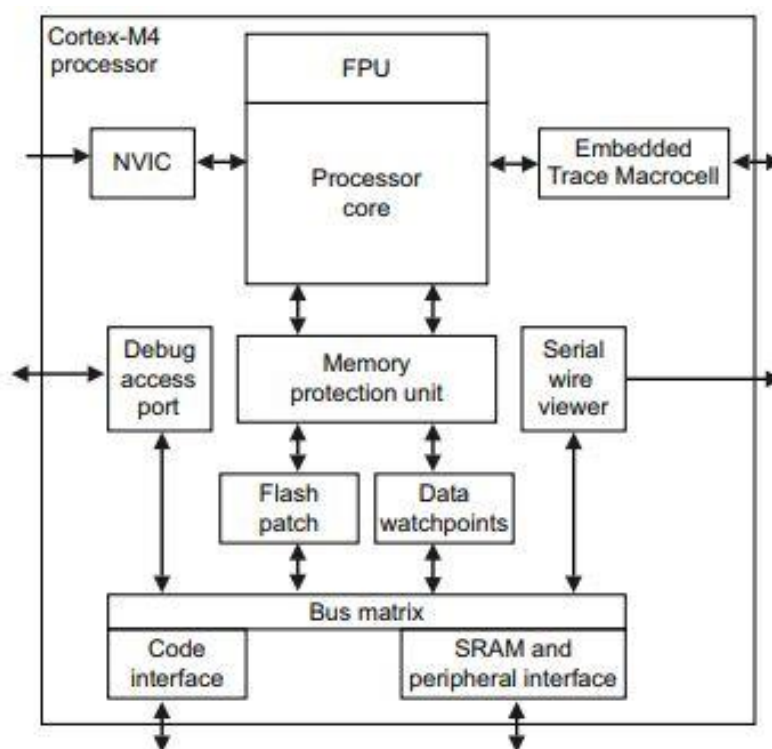 Cortex-M4
processor
FPU
NVIC
Processor
core
Embedded
Trace Macrocell
Debug
access
port
Memory
protection unit
Serial
wire
viewer
Flash
patch
Data
watchpoints
Bus matrix
Code
interface
SRAM and
peripheral interface